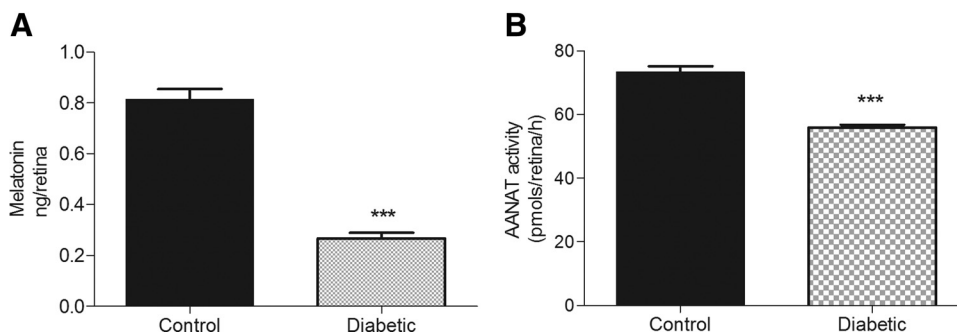 A
Melatonin
ng/retina
1.0
0.8
0.6
0.4
0.2
0.0
***
Control
Diabetic
B
AANAT activity
(pmols/retina/h)
80
60
40
20
0
***
Control
Diabetic